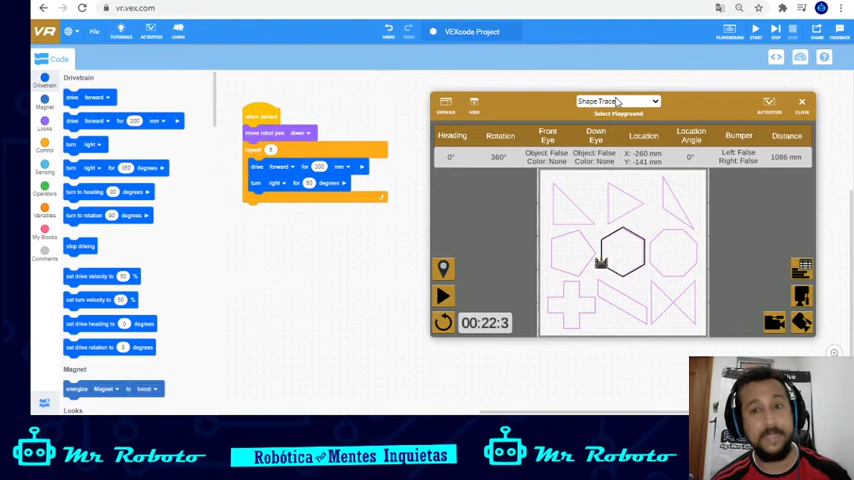 vr.vex.com
VR
File
TUTORIALS
ACTIVITIES
LEARN
UNDO
REDO
VEXcode Project
PLAYGROUND
START
STEP
STOP
SHARE
FEEDBACK
Code
Drivetrain
Magnet
Looks
Control
Sensing
Operators
Variables
My Blocks
Comments
Drivetrain
drive forward
drive forward for 200 mm
turn right
turn right for 360 degrees
turn to heading 90 degrees
turn to rotation 90 degrees
stop driving
set drive velocity to 50 %
set turn velocity to 50 %
set drive heading to 0 degrees
set drive rotation to 0 degrees
Magnet
energize Magnet to boost
Looks
when started
move robot pen down
repeat 6
drive forward for 300 mm
turn right for 60 degrees
EXPAND
HIDE
Shape Tracer
Select Playground
ACTIVITIES
CLOSE
Heading Rotation Front Eye Down Eye Location Location Angle Bumper Distance
0° 360° Object: False Color: None Object: False Color: None X: -260 mm Y: -141 mm 0° Left: False Right: False 1086 mm
00:22:3
Mr Roboto
Robótica Para Mentes Inquietas
Mr Roboto